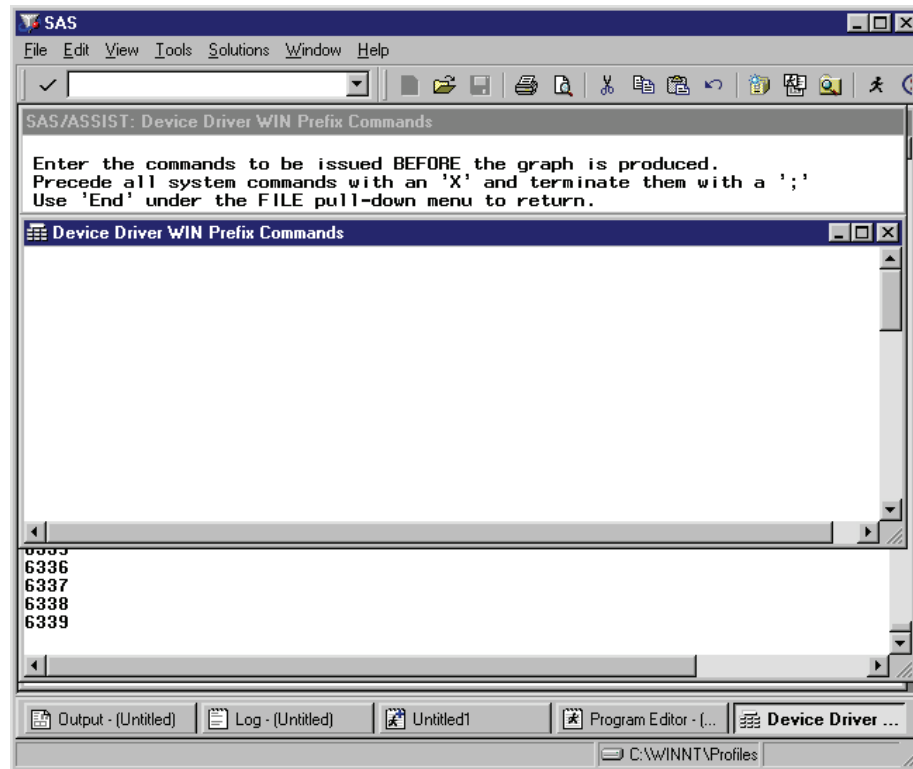 SAS
File Edit View Tools Solutions Window Help
SAS/ASSIST: Device Driver WIN Prefix Commands
Enter the commands to be issued BEFORE the graph is produced.
Precede all system commands with an 'X' and terminate them with a ';'
Use 'End' under the FILE pull-down menu to return.
Device Driver WIN Prefix Commands
6335
6336
6337
6338
6339
Output - (Untitled) Log - (Untitled) Untitled1 Program Editor - (... Device Driver ...
C:\WINNT\Profiles